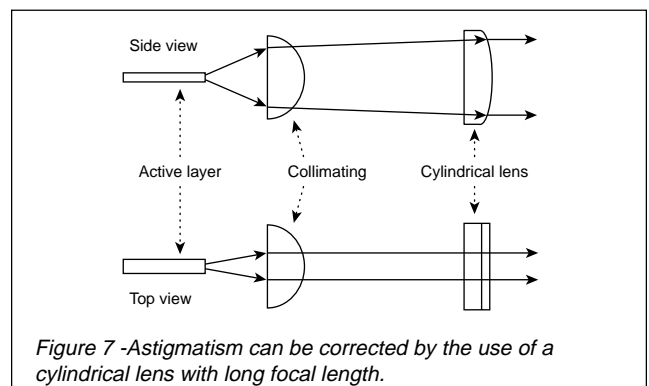 Side view
Active layer
Collimating
Cylindrical lens
Top view
Figure 7 -Astigmatism can be corrected by the use of a
cylindrical lens with long focal length.